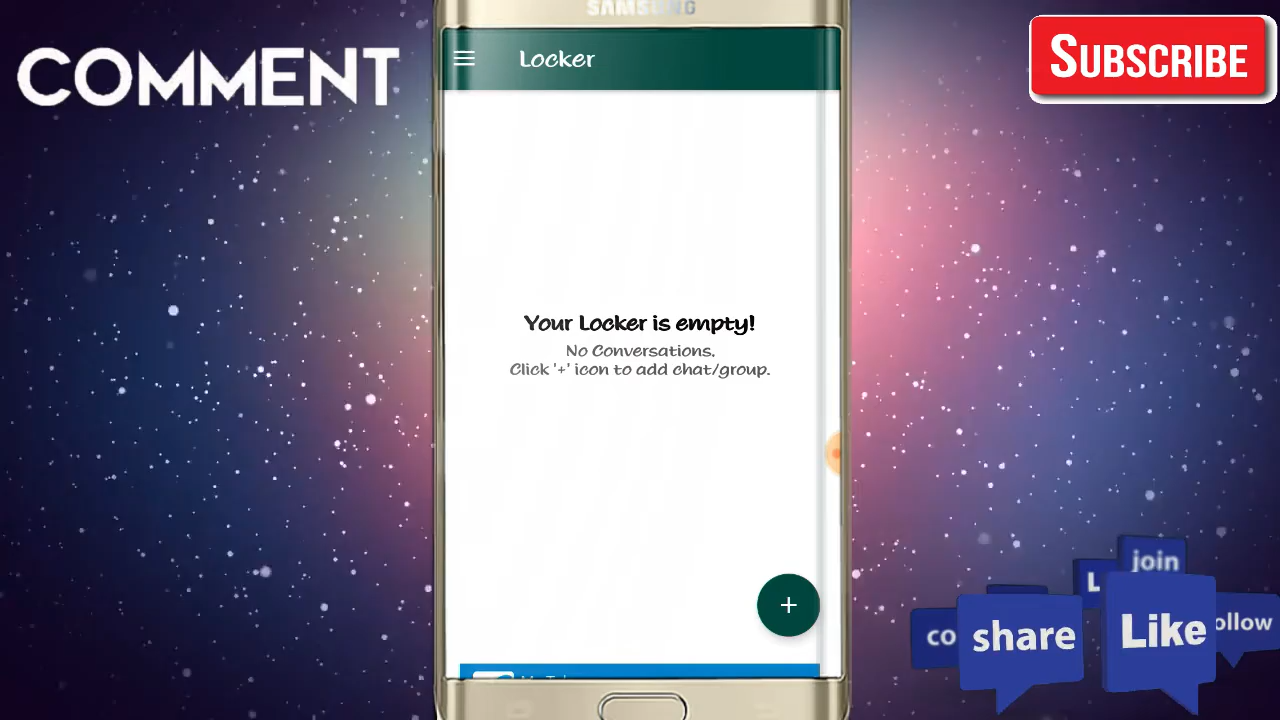 SAMSUNG
COMMENT
Locker
SUBSCRIBE
Your Locker is empty!
No Conversations.
Click '+' icon to add chat/group.
+
join
share
Like